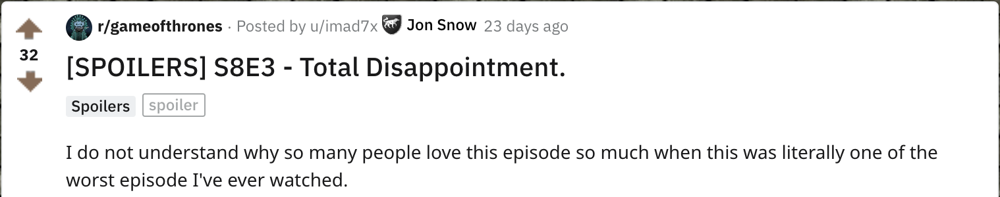 r/gameofthrones · Posted by u/imad7x Jon Snow 23 days ago
32
[SPOILERS] S8E3 - Total Disappointment.
Spoilers spoiler
I do not understand why so many people love this episode so much when this was literally one of the
worst episode I've ever watched.